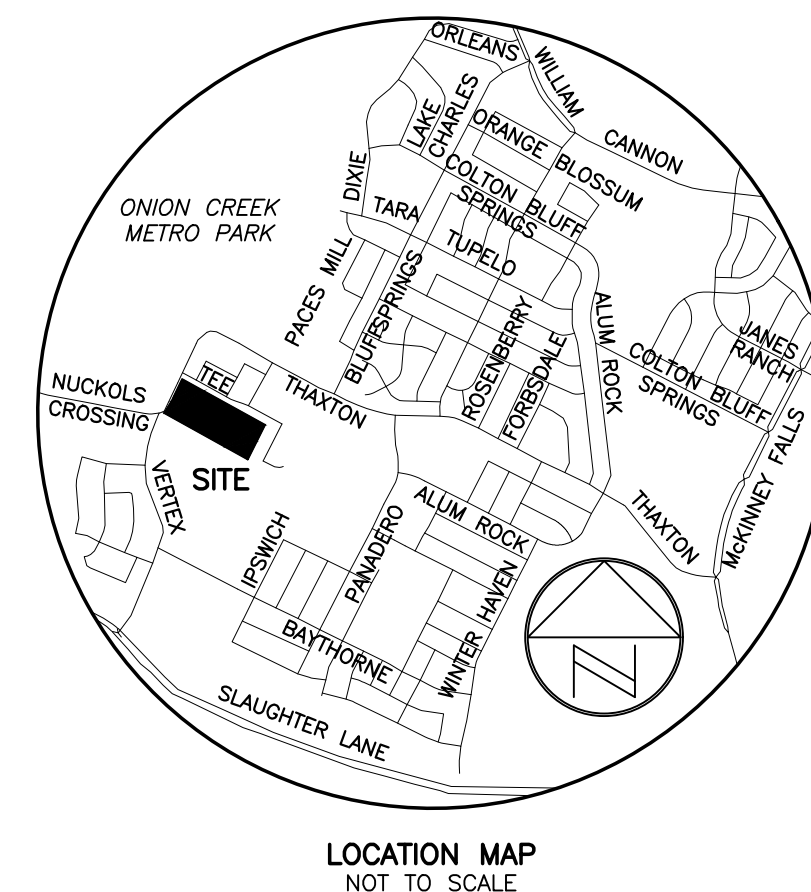 ORLEANS
WILLIAM
CANNON
LAKE
CHARLES
ORANGE BLOSSUM
DIXIE
COLTON BLUFF
SPRINGS
ONION CREEK
METRO PARK
TARA
TUPELO
PACES MILL
BLUFF SPRINGS
ROSENBERRY
FORBSDALE
ALUM ROCK
JANES
RANCH
COLTON BLUFF
SPRINGS
McKINNEY FALLS
NUCKOLS
CROSSING
TEE
THAXTON
SITE
VERTEX
ALUM ROCK
THAXTON
IPSWICH
PANADERO
WINTER HAVEN
BAYTHORNE
SLAUGHTER LANE
N
LOCATION MAP
NOT TO SCALE